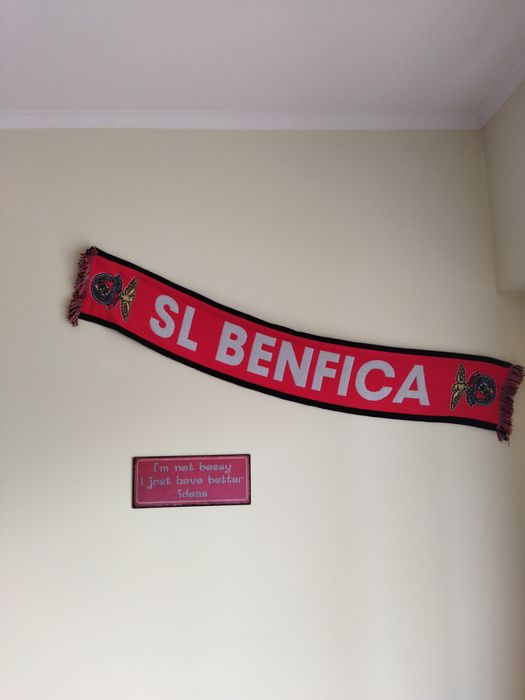 SL BENFICA
I'm not bossy
i just have better
ideas